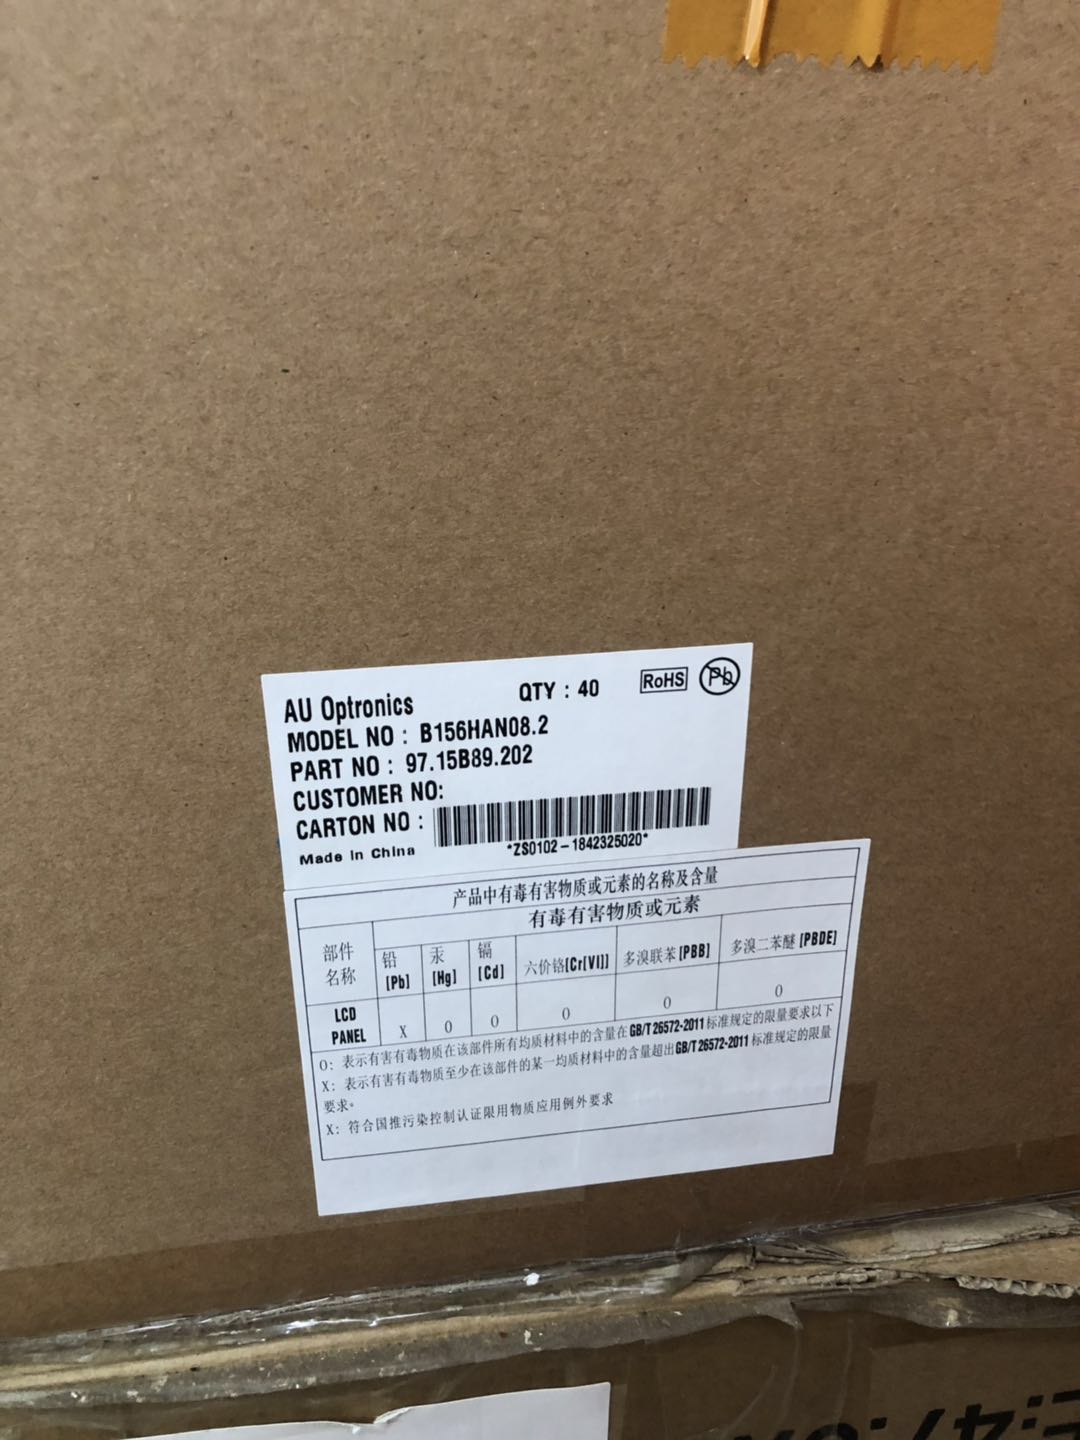 AU Optronics QTY : 40 RoHS Pb
MODEL NO : B156HAN08.2
PART NO : 97.15B89.202
CUSTOMER NO:
CARTON NO :
*ZS0102-1842325020*
Made in China
产品中有毒有害物质或元素的名称及含量
部件名称 有毒有害物质或元素
铅[Pb] 汞[Hg] 镉[Cd] 六价铬[Cr[VI]] 多溴联苯[PBB] 多溴二苯醚[PBDE]
LCD PANEL X O O O O O
O: 表示有害有毒物质在该部件所有均质材料中的含量在GB/T 26572-2011标准规定的限量要求以下
X: 表示有害有毒物质至少在该部件的某一均质材料中的含量超出GB/T 26572-2011标准规定的限量
要求。
X: 符合国推污染控制认证限用物质应用例外要求